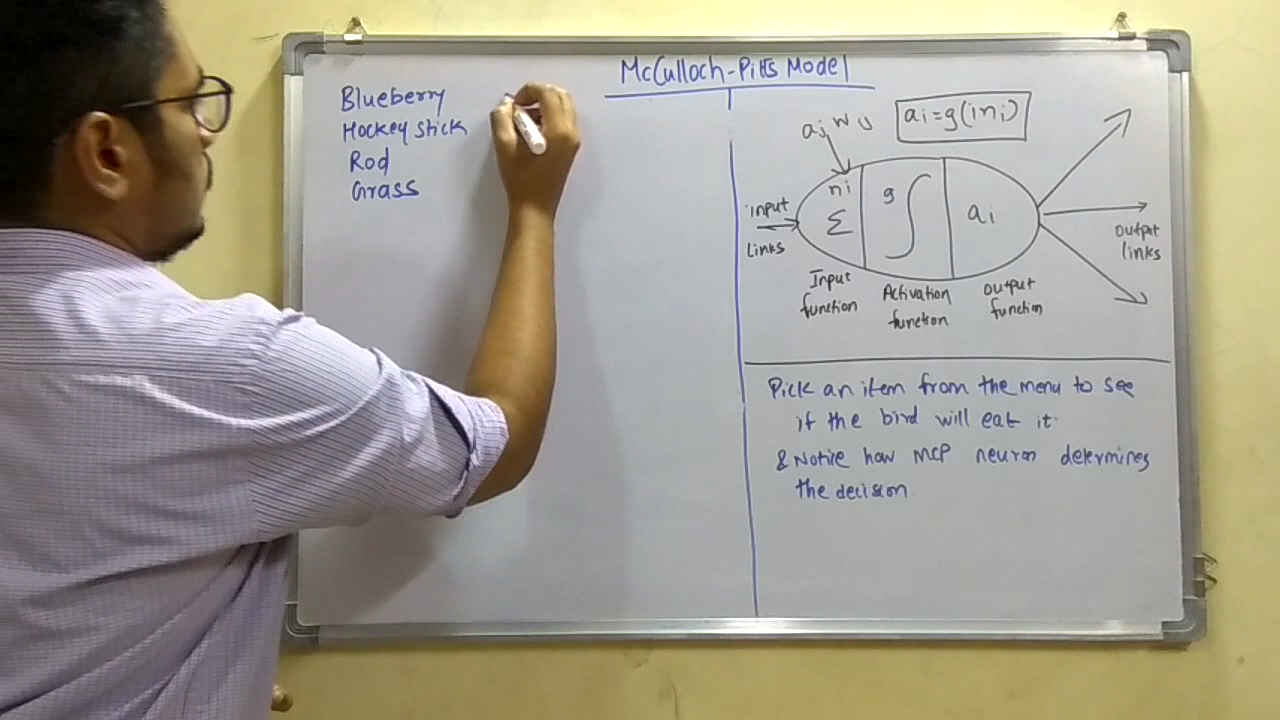 McCulloch-Pitts Model
Blueberry
Hockey stick
Rod
Grass
aj wij
ai=g(ini)
ni
Σ
g
ai
input
links
output
links
Input
function
Activation
function
output
function
Pick an item from the menu to see
if the bird will eat it.
& Notice how MCP neuron determines
the decision.